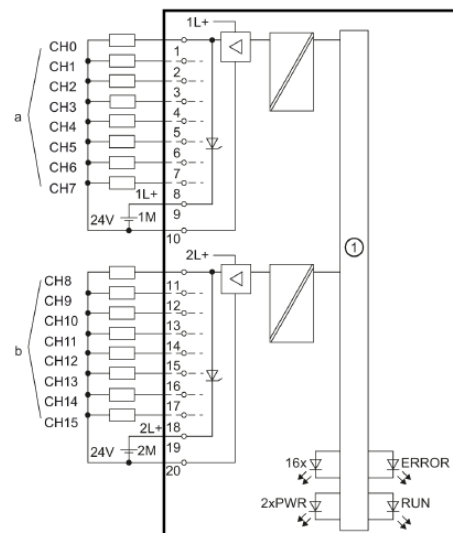 1L+
CH0
1
CH1
2
CH2
3
CH3
4
a
CH4
5
CH5
6
CH6
7
CH7
1L+
8
24V
1M
9
10
①
2L+
CH8
11
CH9
12
CH10
13
CH11
14
b
CH12
15
CH13
16
CH14
17
CH15
2L+
18
24V
2M
19
20
16x
ERROR
2xPWR
RUN